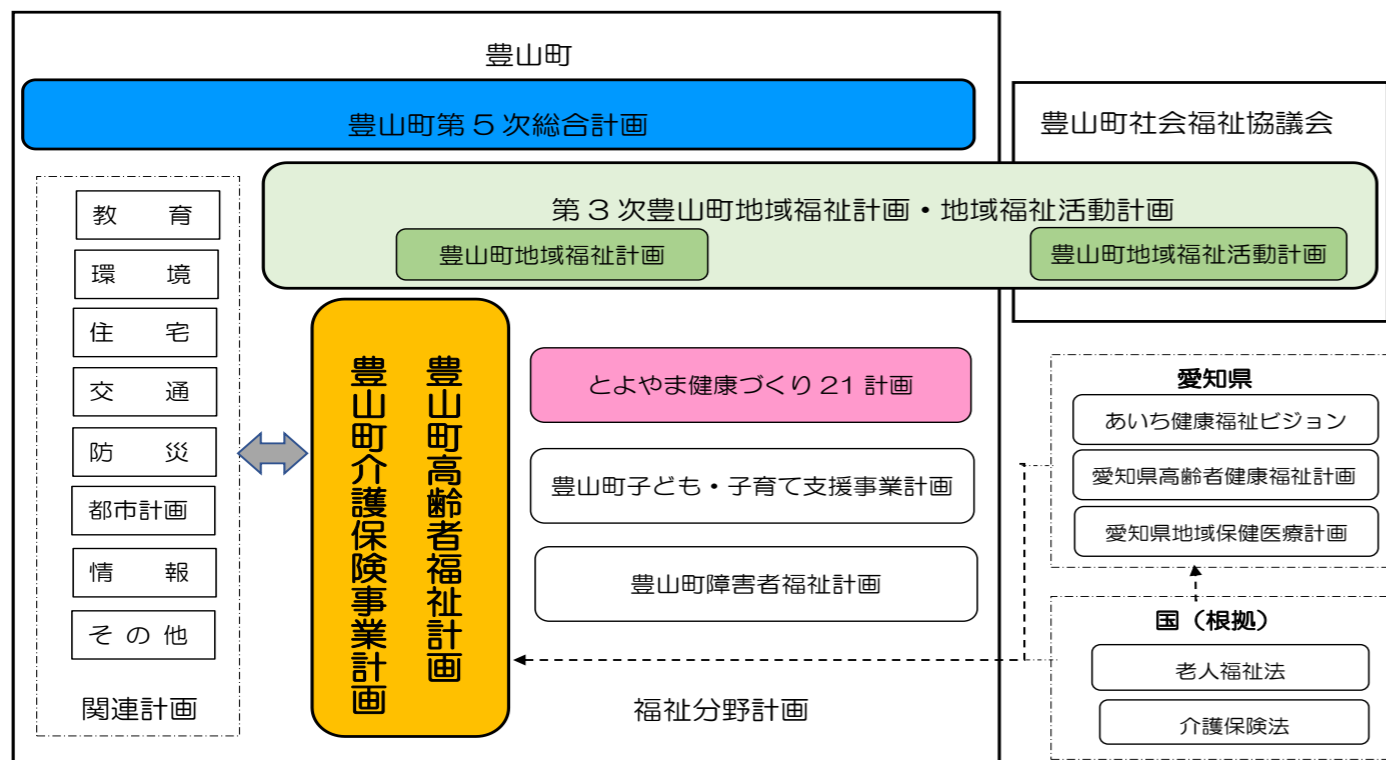 豊山町
豊山町第５次総合計画
豊山町社会福祉協議会
第３次豊山町地域福祉計画・地域福祉活動計画
豊山町地域福祉計画
豊山町地域福祉活動計画
教　育
環　境
住　宅
交　通
防　災
都市計画
情　報
その他
関連計画
豊山町高齢者福祉計画
豊山町介護保険事業計画
とよやま健康づくり 21 計画
豊山町子ども・子育て支援事業計画
豊山町障害者福祉計画
福祉分野計画
愛知県
あいち健康福祉ビジョン
愛知県高齢者健康福祉計画
愛知県地域保健医療計画
国（根拠）
老人福祉法
介護保険法